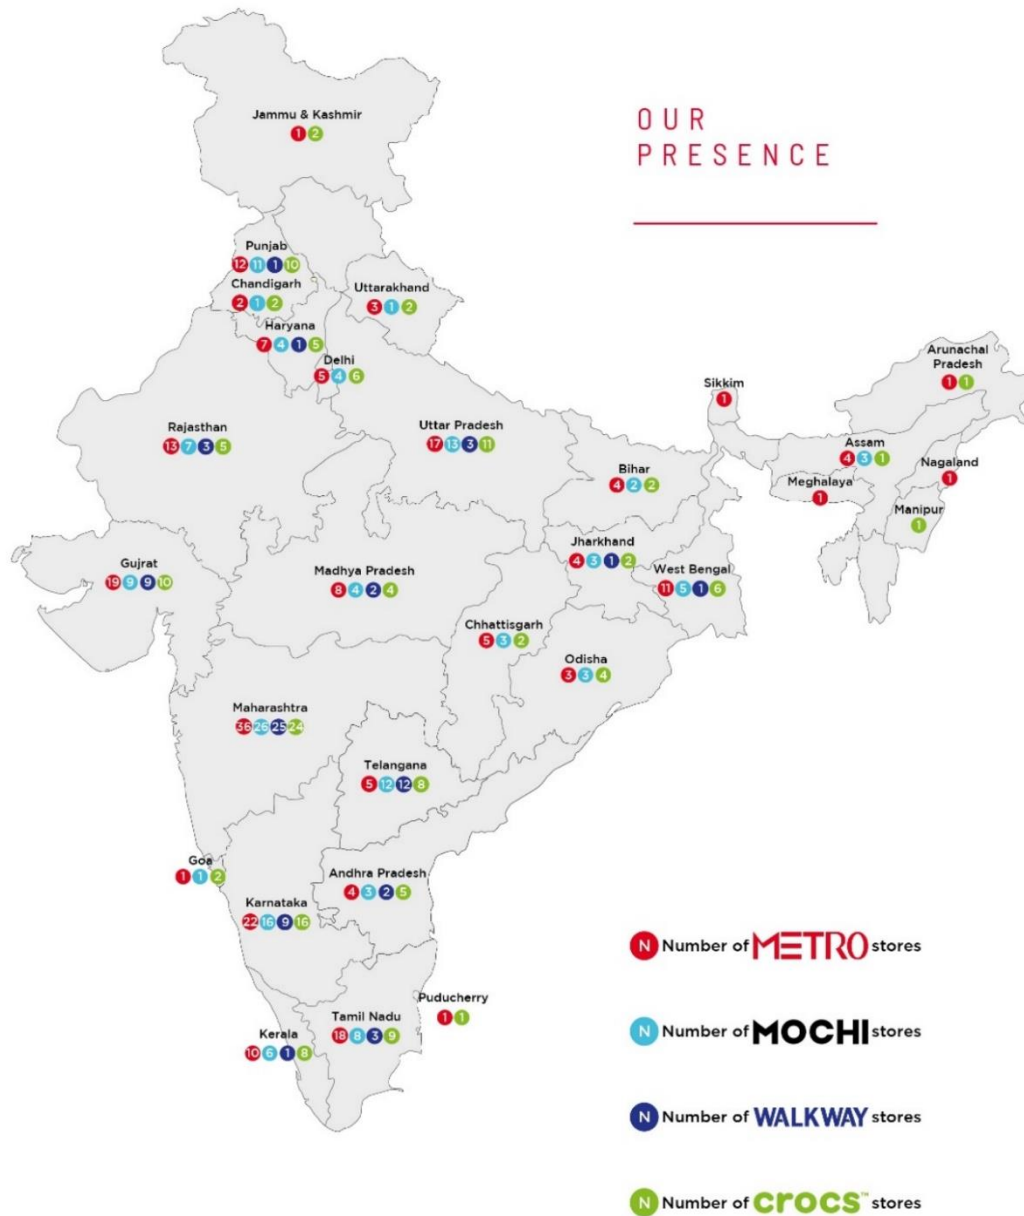 OUR
PRESENCE
Jammu & Kashmir
1 2
Punjab
12 11 1 10
Chandigarh
2 1 2
Uttarakhand
3 1 2
Haryana
7 4 1 5
Delhi
5 4 6
Arunachal
Pradesh
1 1
Sikkim
1
Rajasthan
13 7 3 5
Uttar Pradesh
17 13 3 11
Assam
4 3 1
Nagaland
1
Bihar
4 2 2
Meghalaya
1
Manipur
1
Jharkhand
4 3 1 2
Gujrat
19 9 9 10
Madhya Pradesh
8 4 2 4
West Bengal
11 5 1 6
Chhattisgarh
5 3 2
Odisha
3 3 4
Maharashtra
36 26 25 24
Telangana
5 12 12 8
Goa
1 1 2
Andhra Pradesh
4 3 2 5
Karnataka
22 16 9 16
Puducherry
1 1
Tamil Nadu
18 8 3 9
Kerala
10 6 1 8
N Number of METRO stores
N Number of MOCHI stores
N Number of WALKWAY stores
N Number of crocs™ stores